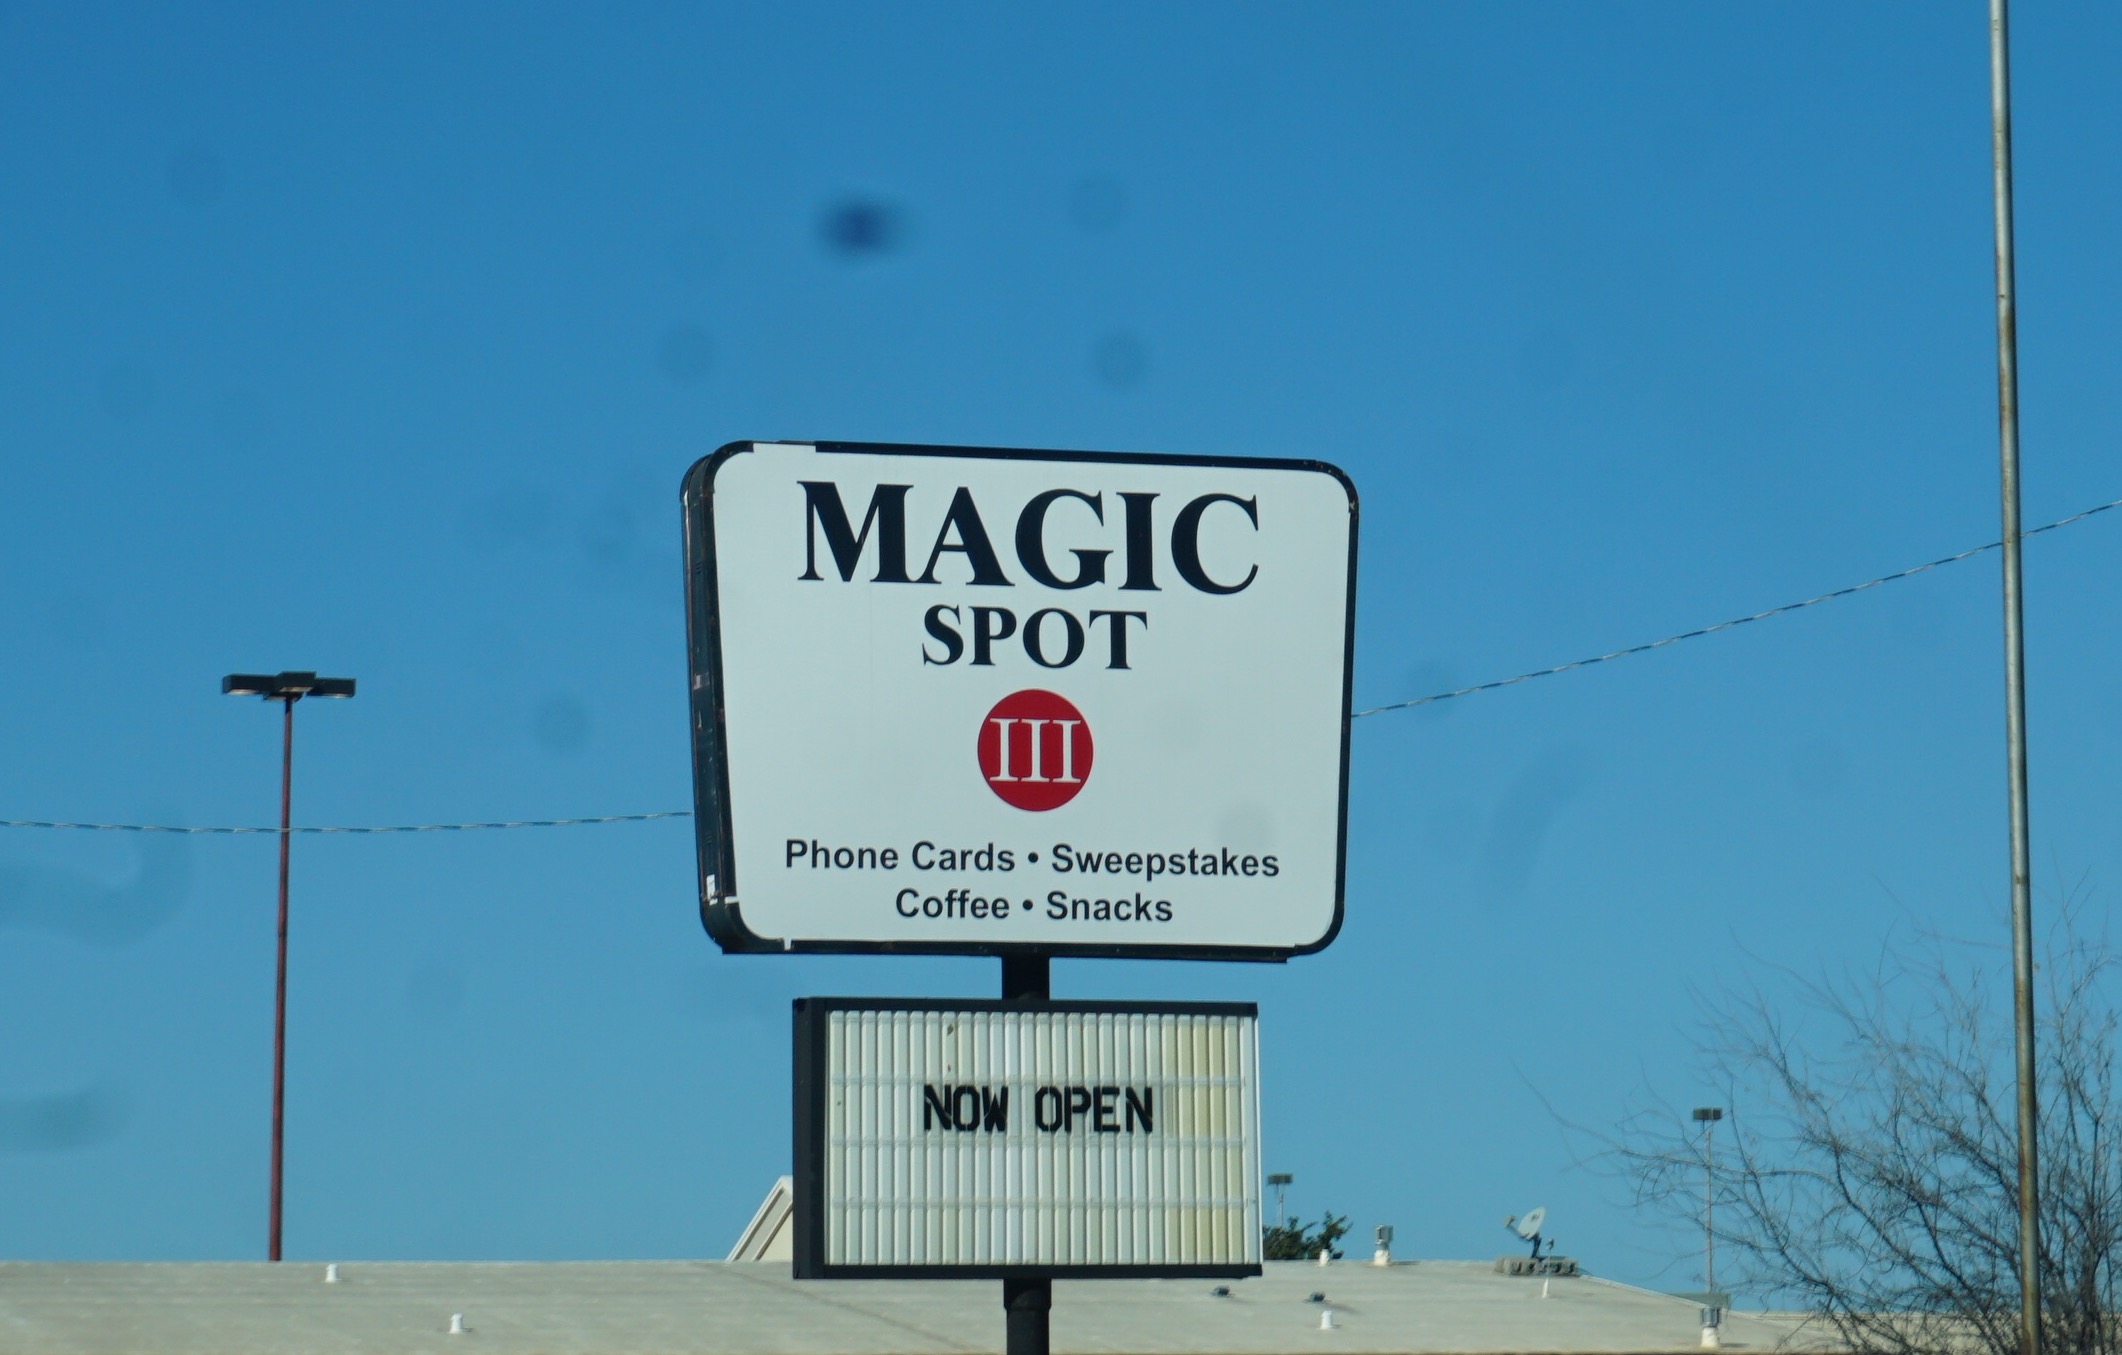 MAGIC
SPOT
III
Phone Cards • Sweepstakes
Coffee • Snacks
NOW OPEN